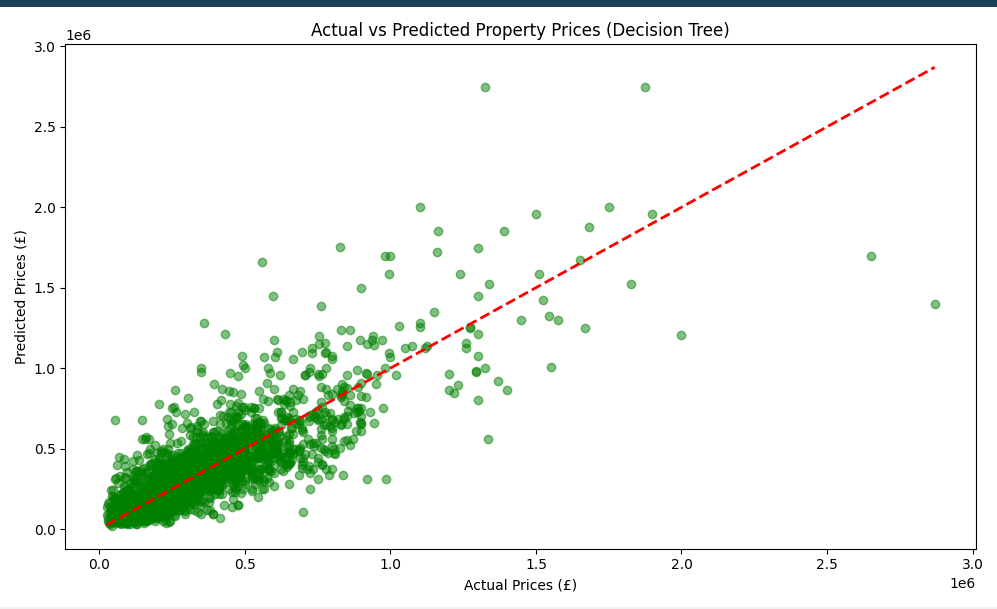 Actual vs Predicted Property Prices (Decision Tree)
1e6
3.0
2.5
2.0
1.5
1.0
0.5
0.0
Predicted Prices (£)
0.0 0.5 1.0 1.5 2.0 2.5 3.0
1e6
Actual Prices (£)